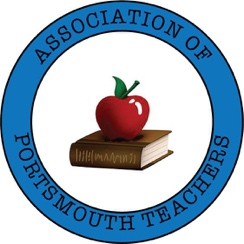 ASSOCIATION OF
PORTSMOUTH TEACHERS